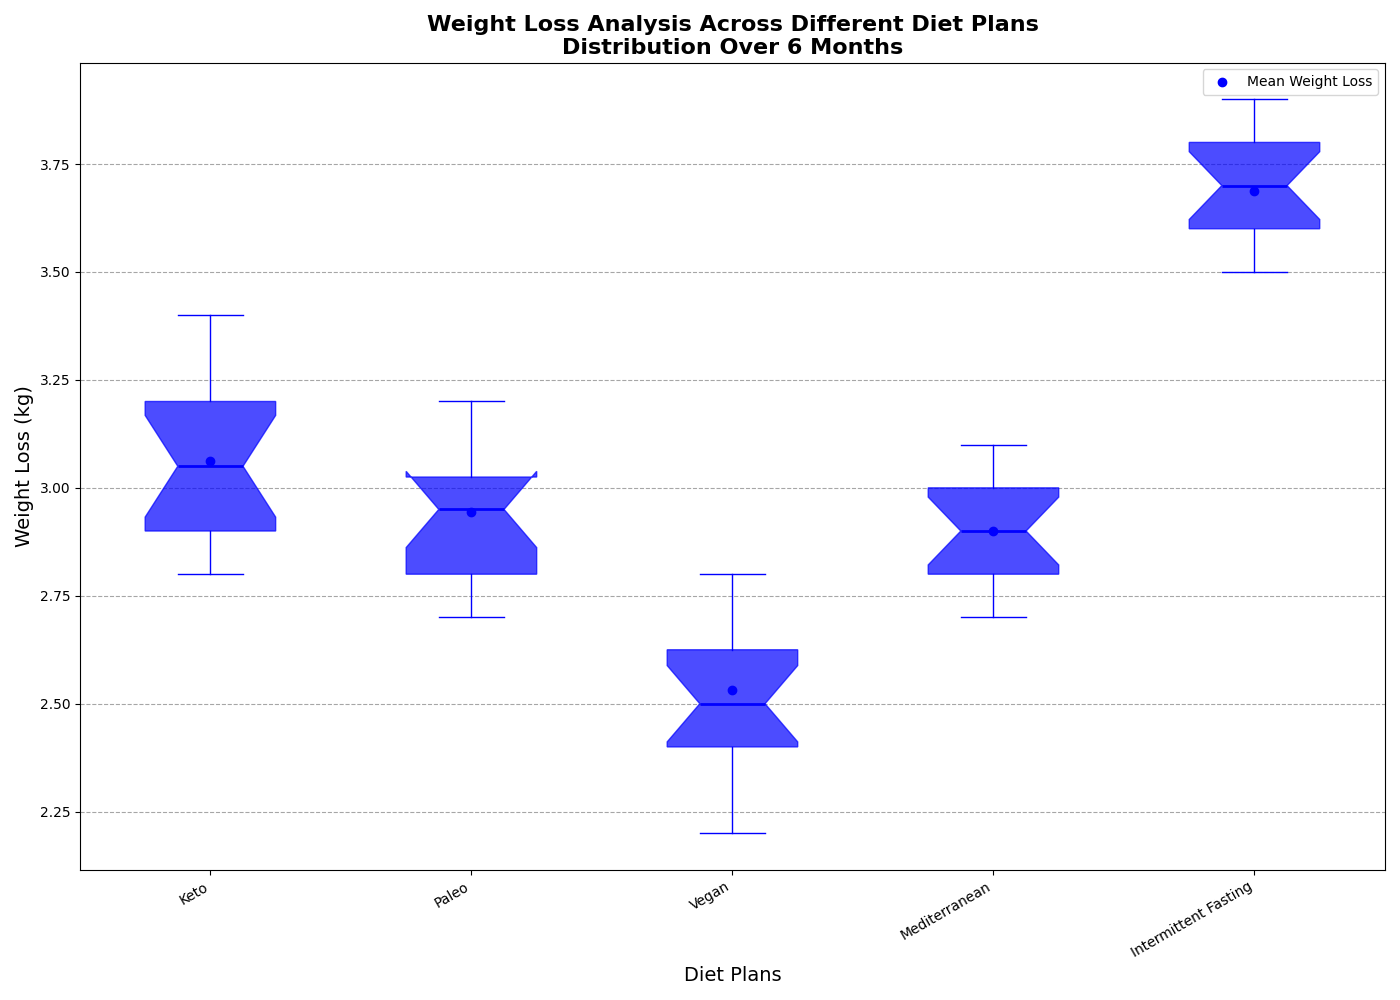 Weight Loss Analysis Across Different Diet Plans
Distribution Over 6 Months
Mean Weight Loss
Weight Loss (kg)
3.75
3.50
3.25
3.00
2.75
2.50
2.25
Keto
Paleo
Vegan
Mediterranean
Intermittent Fasting
Diet Plans